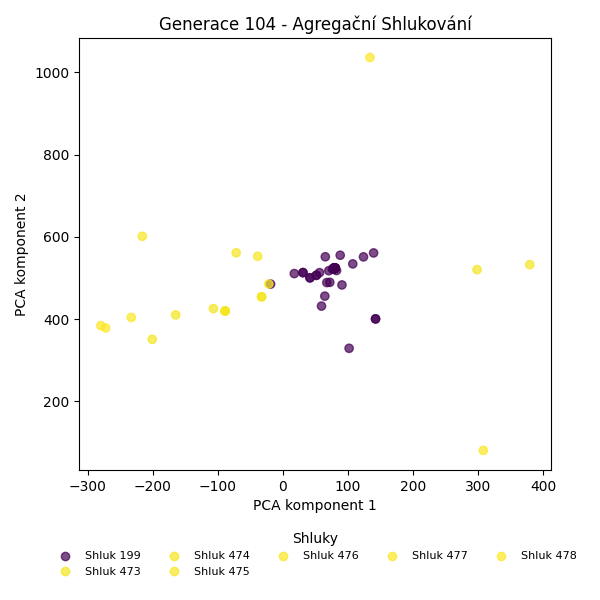 Generace 104 - Agregační Shlukování
PCA komponent 2
1000
800
600
400
200
−300 −200 −100 0 100 200 300 400
PCA komponent 1
Shluky
Shluk 199 Shluk 474 Shluk 476 Shluk 477 Shluk 478
Shluk 473 Shluk 475